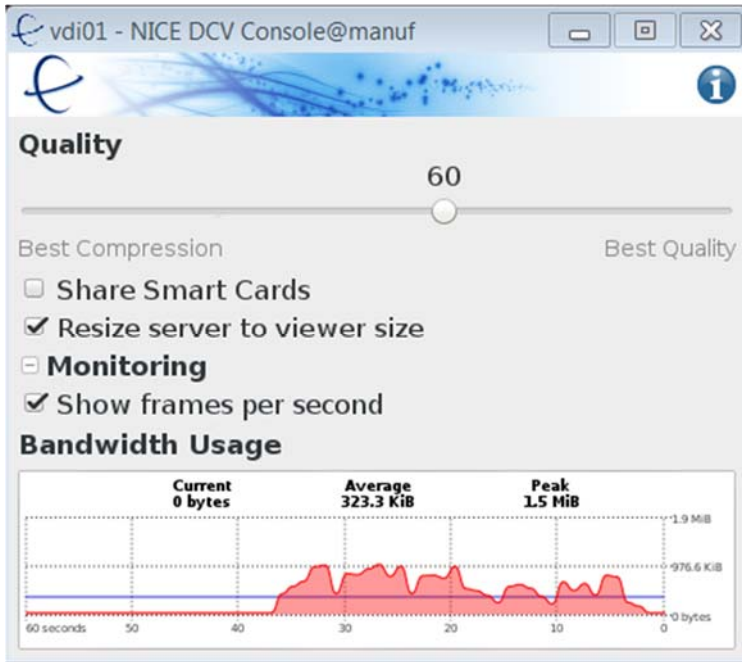 vdi01 - NICE DCV Console@manuf
Quality
60
Best Compression Best Quality
Share Smart Cards
Resize server to viewer size
Monitoring
Show frames per second
Bandwidth Usage
Current Average Peak
0 bytes 323.3 KiB 1.5 MiB
1.9 MiB
976.6 KiB
0 bytes
60 seconds 50 40 30 20 10 0